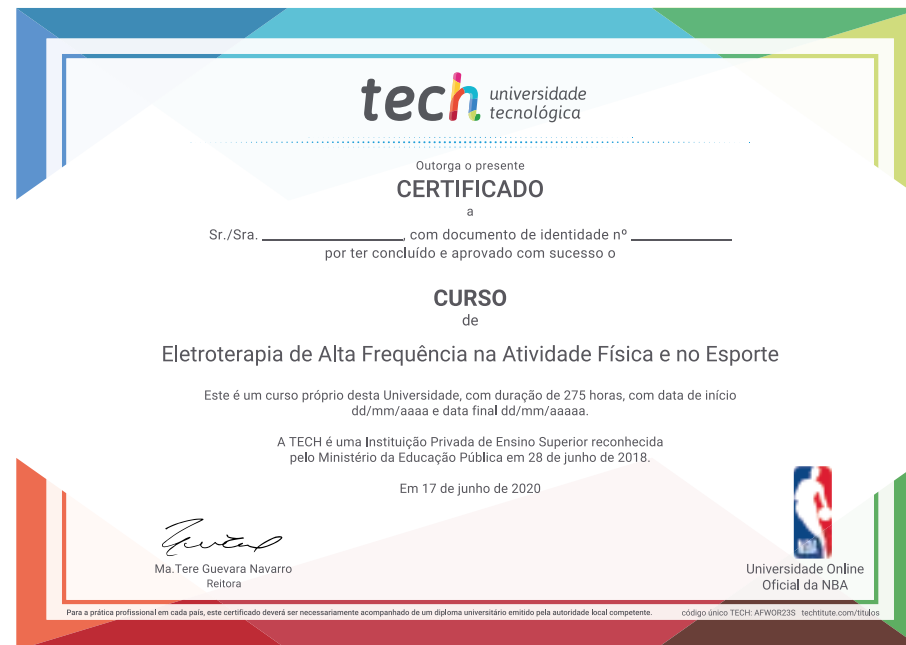 tech universidade
tecnológica
Outorga o presente
CERTIFICADO
a
Sr./Sra. ____________, com documento de identidade nº ____________
por ter concluído e aprovado com sucesso o
CURSO
de
Eletroterapia de Alta Frequência na Atividade Física e no Esporte
Este é um curso próprio desta Universidade, com duração de 275 horas, com data de início
dd/mm/aaaa e data final dd/mm/aaaaa.
A TECH é uma Instituição Privada de Ensino Superior reconhecida
pelo Ministério da Educação Pública em 28 de junho de 2018.
Em 17 de junho de 2020
Ma.Tere Guevara Navarro
Reitora
NBA
Universidade Online
Oficial da NBA
Para a prática profissional em cada país, este certificado deverá ser necessariamente acompanhado de um diploma universitário emitido pela autoridade local competente. código único TECH: AFWOR23S techtitute.com/titulos